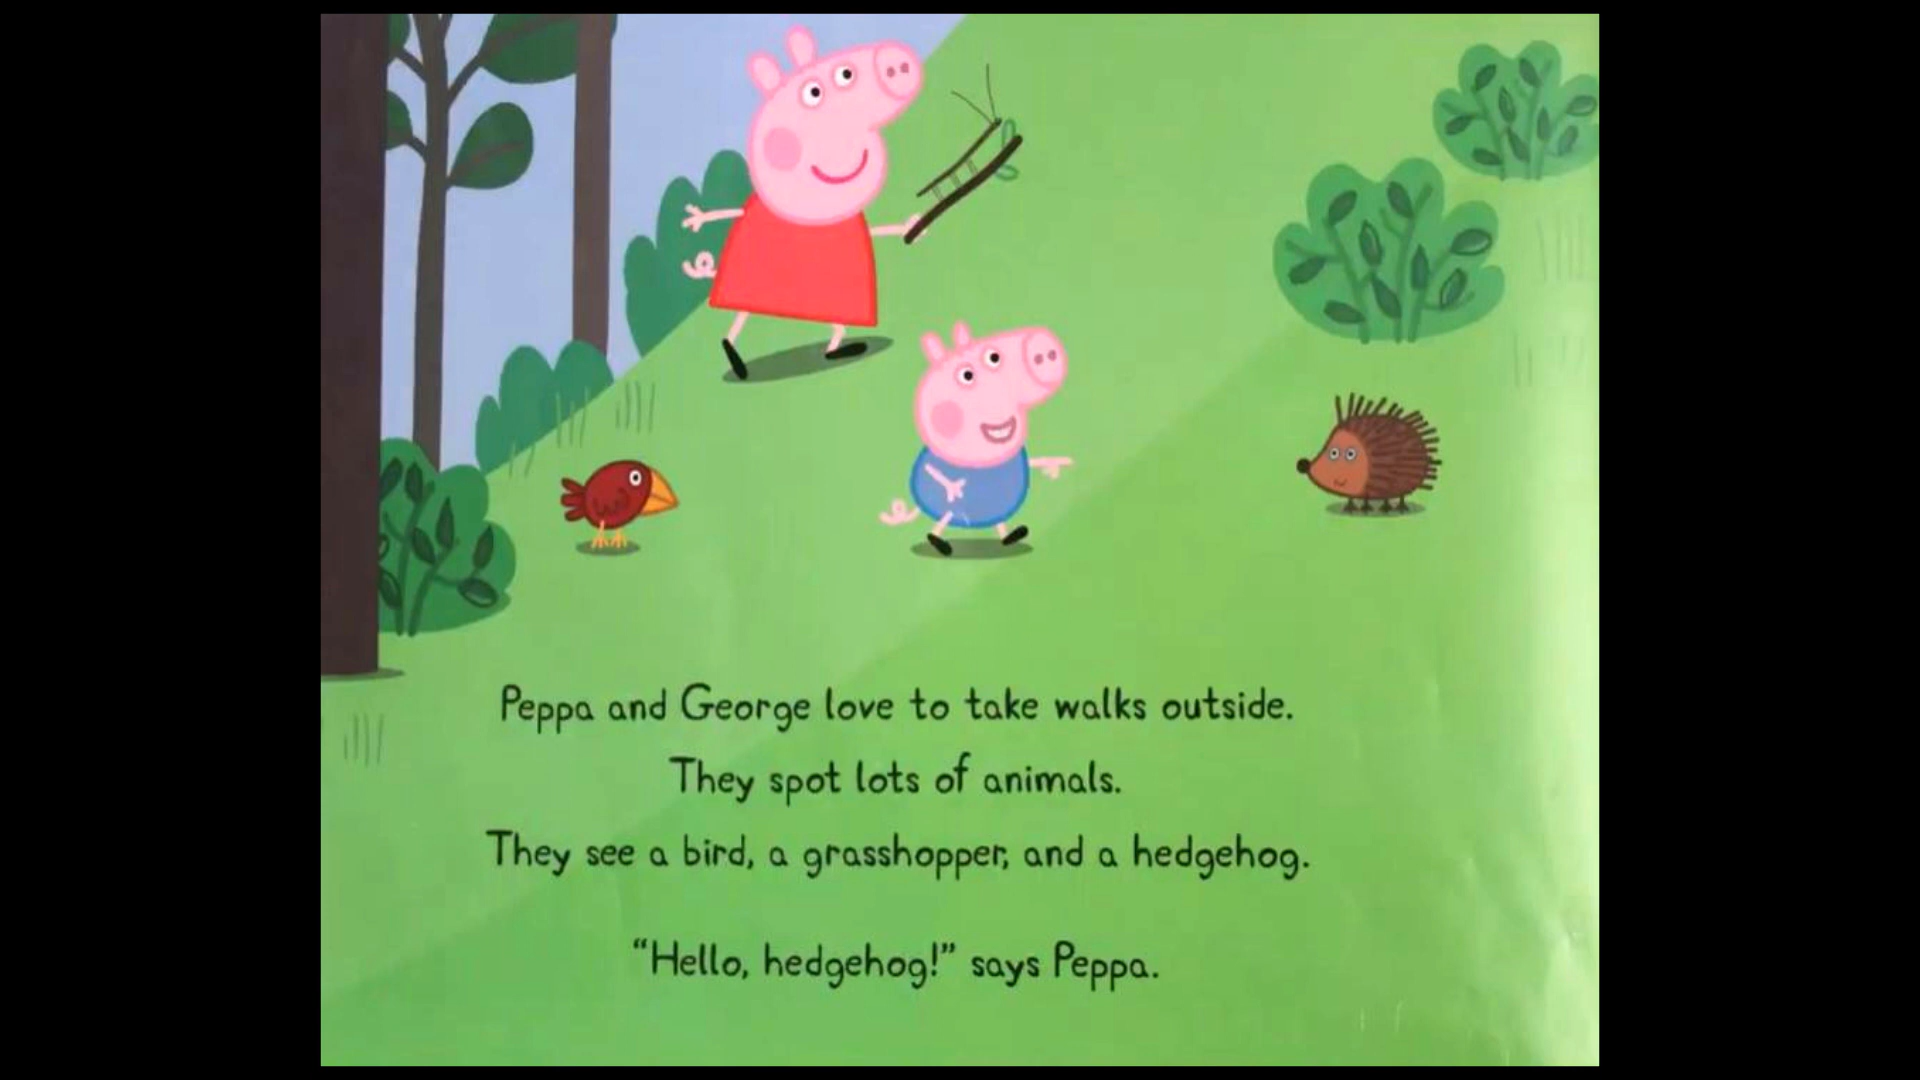 Peppa and George love to take walks outside.
They spot lots of animals.
They see a bird, a grasshopper, and a hedgehog.
“Hello, hedgehog!” says Peppa.